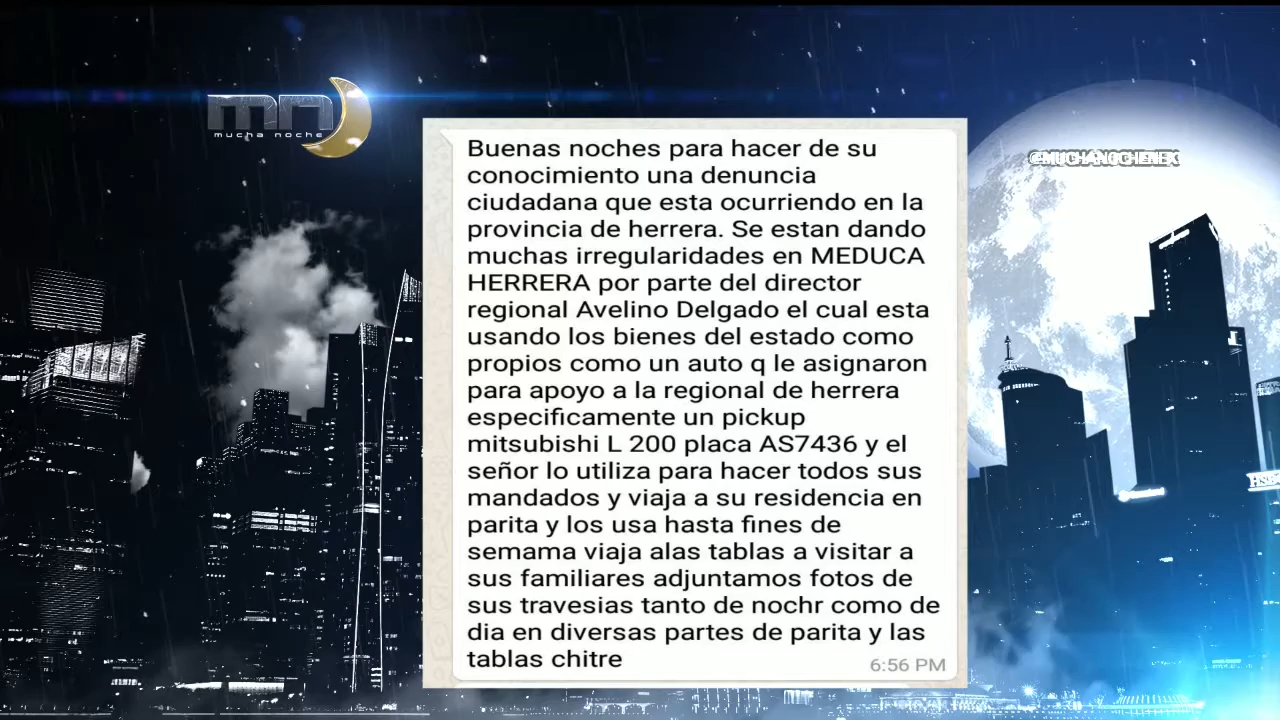 mn
mucha noche
@MUCHANOCHENEX
Buenas noches para hacer de su
conocimiento una denuncia
ciudadana que esta ocurriendo en la
provincia de herrera. Se estan dando
muchas irregularidades en MEDUCA
HERRERA por parte del director
regional Avelino Delgado el cual esta
usando los bienes del estado como
propios como un auto q le asignaron
para apoyo a la regional de herrera
especificamente un pickup
mitsubishi L 200 placa AS7436 y el
señor lo utiliza para hacer todos sus
mandados y viaja a su residencia en
parita y los usa hasta fines de
semama viaja alas tablas a visitar a
sus familiares adjuntamos fotos de
sus travesias tanto de nochr como de
dia en diversas partes de parita y las
tablas chitre
6:56 PM